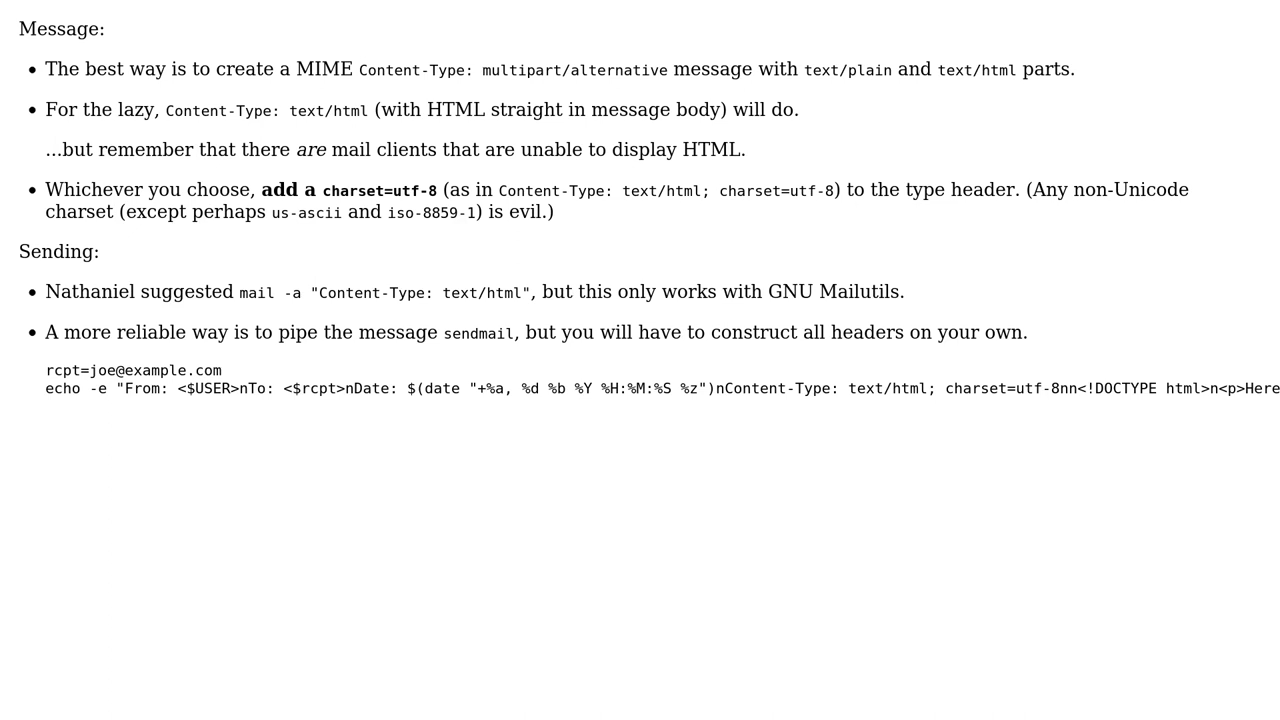 Message:
The best way is to create a MIME Content-Type: multipart/alternative message with text/plain and text/html parts.
For the lazy, Content-Type: text/html (with HTML straight in message body) will do.
...but remember that there are mail clients that are unable to display HTML.
Whichever you choose, add a charset=utf-8 (as in Content-Type: text/html; charset=utf-8) to the type header. (Any non-Unicode
charset (except perhaps us-ascii and iso-8859-1) is evil.)
Sending:
Nathaniel suggested mail -a "Content-Type: text/html", but this only works with GNU Mailutils.
A more reliable way is to pipe the message sendmail, but you will have to construct all headers on your own.
rcpt=joe@example.com
echo -e "From: <$USER>nTo: <$rcpt>nDate: $(date "+%a, %d %b %Y %H:%M:%S %z")nContent-Type: text/html; charset=utf-8nn<!DOCTYPE html>n<p>Here